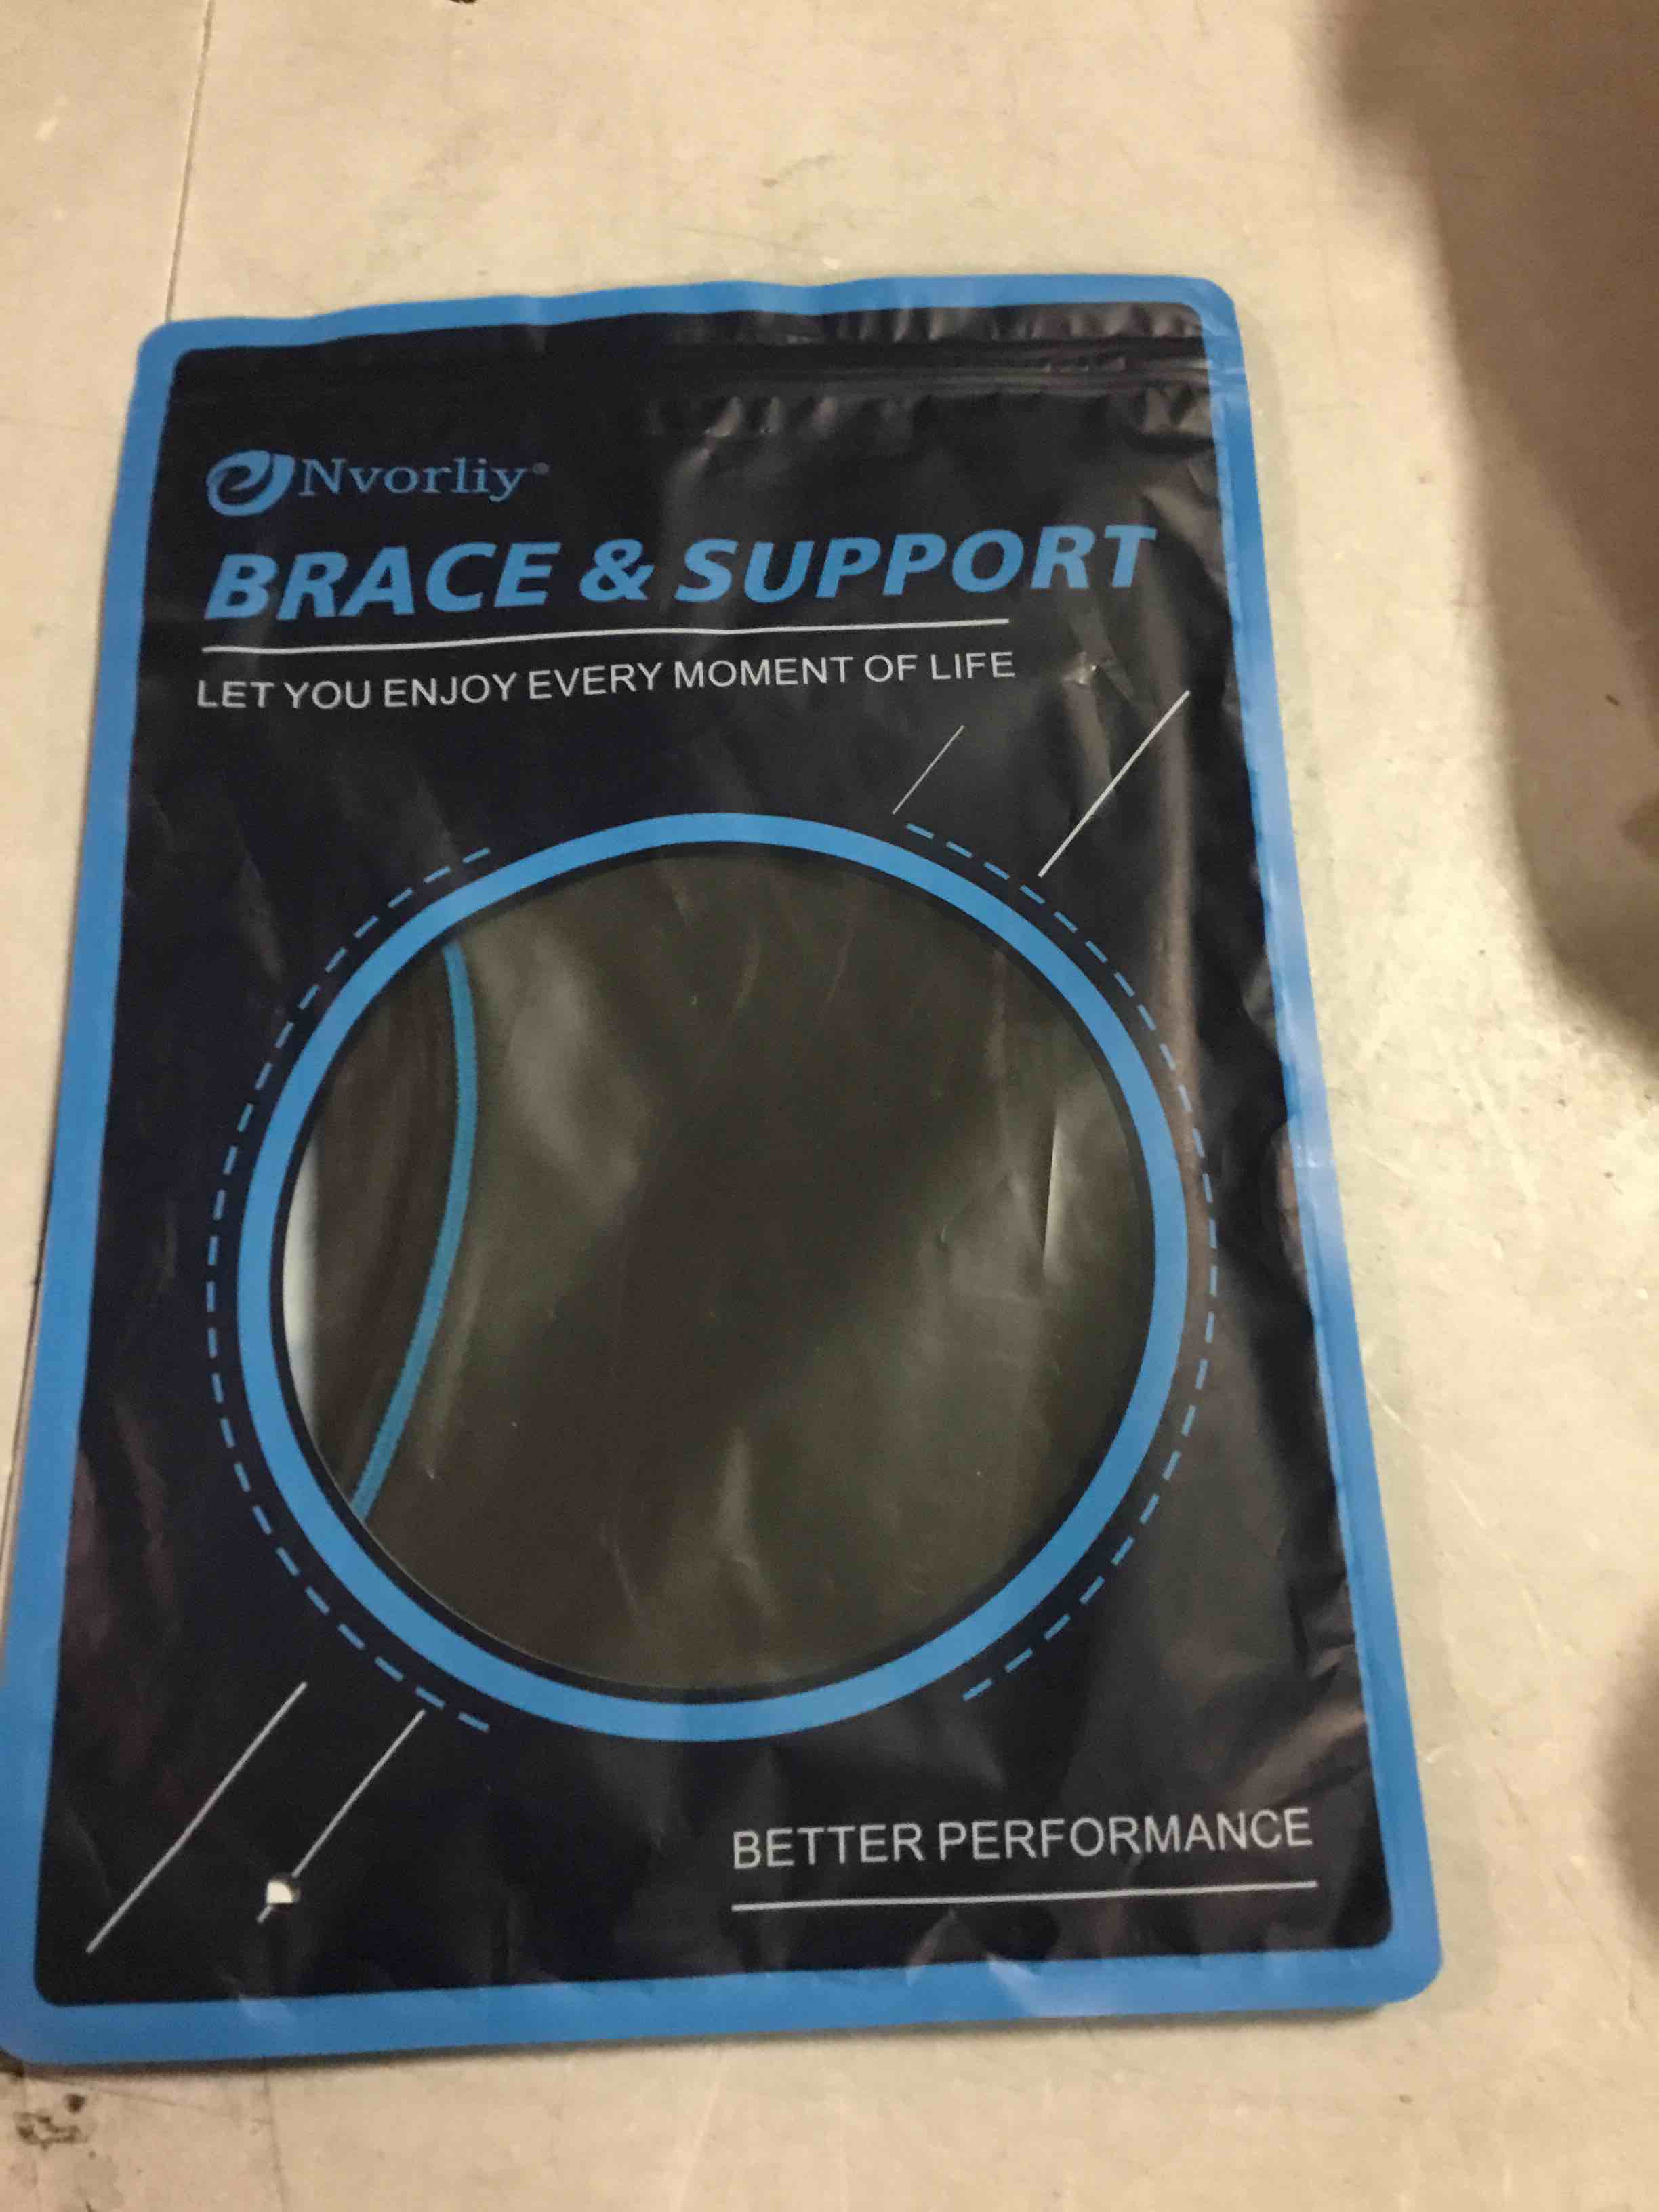 Nvorliy®
BRACE & SUPPORT
LET YOU ENJOY EVERY MOMENT OF LIFE
BETTER PERFORMANCE